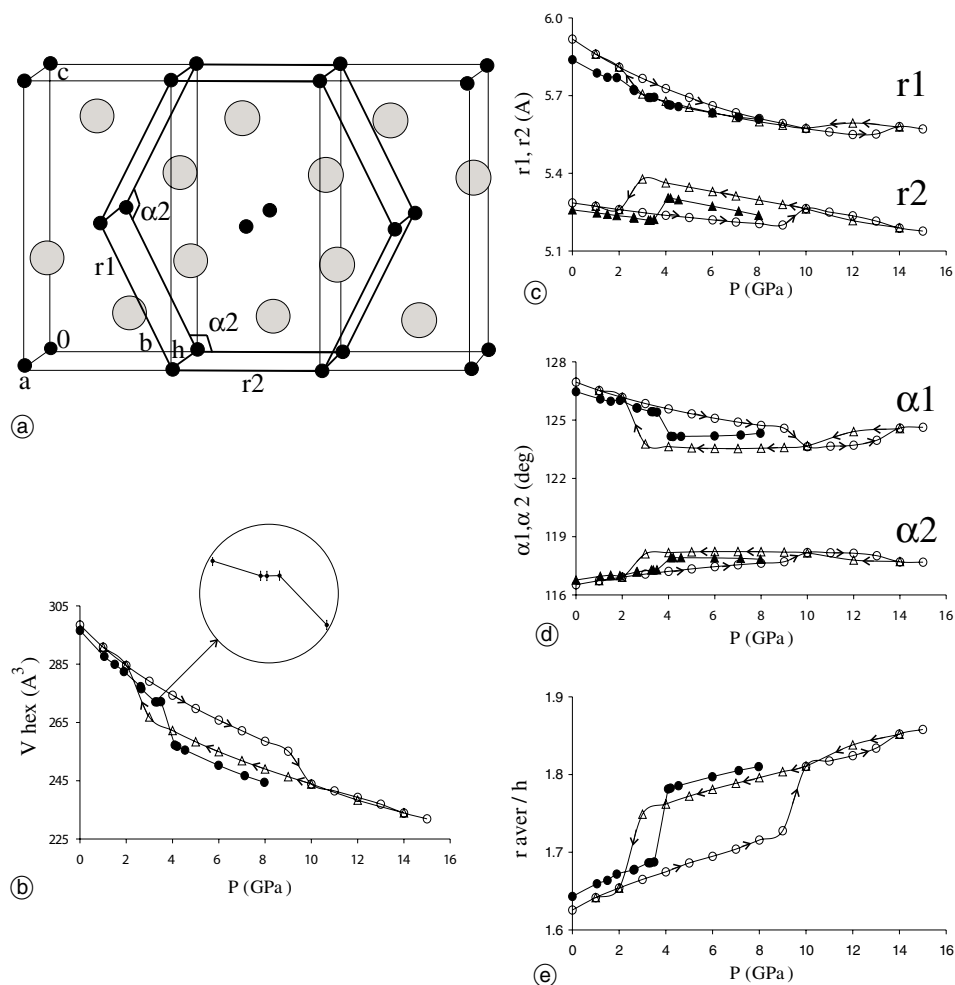 c
α2
r1
α2
0
b
h
a
r2
ⓐ
305
285
265
245
225
V hex (A³)
0 2 4 6 8 10 12 14 16
P (GPa)
ⓑ
6.0
5.7
5.4
5.1
r1, r2 (A)
r1
r2
0 2 4 6 8 10 12 14 16
P (GPa)
ⓒ
128
125
122
119
116
α1,α 2 (deg)
α1
α2
0 2 4 6 8 10 12 14 16
P (GPa)
ⓓ
1.9
1.8
1.7
1.6
r aver / h
0 2 4 6 8 10 12 14 16
P (GPa)
ⓔ